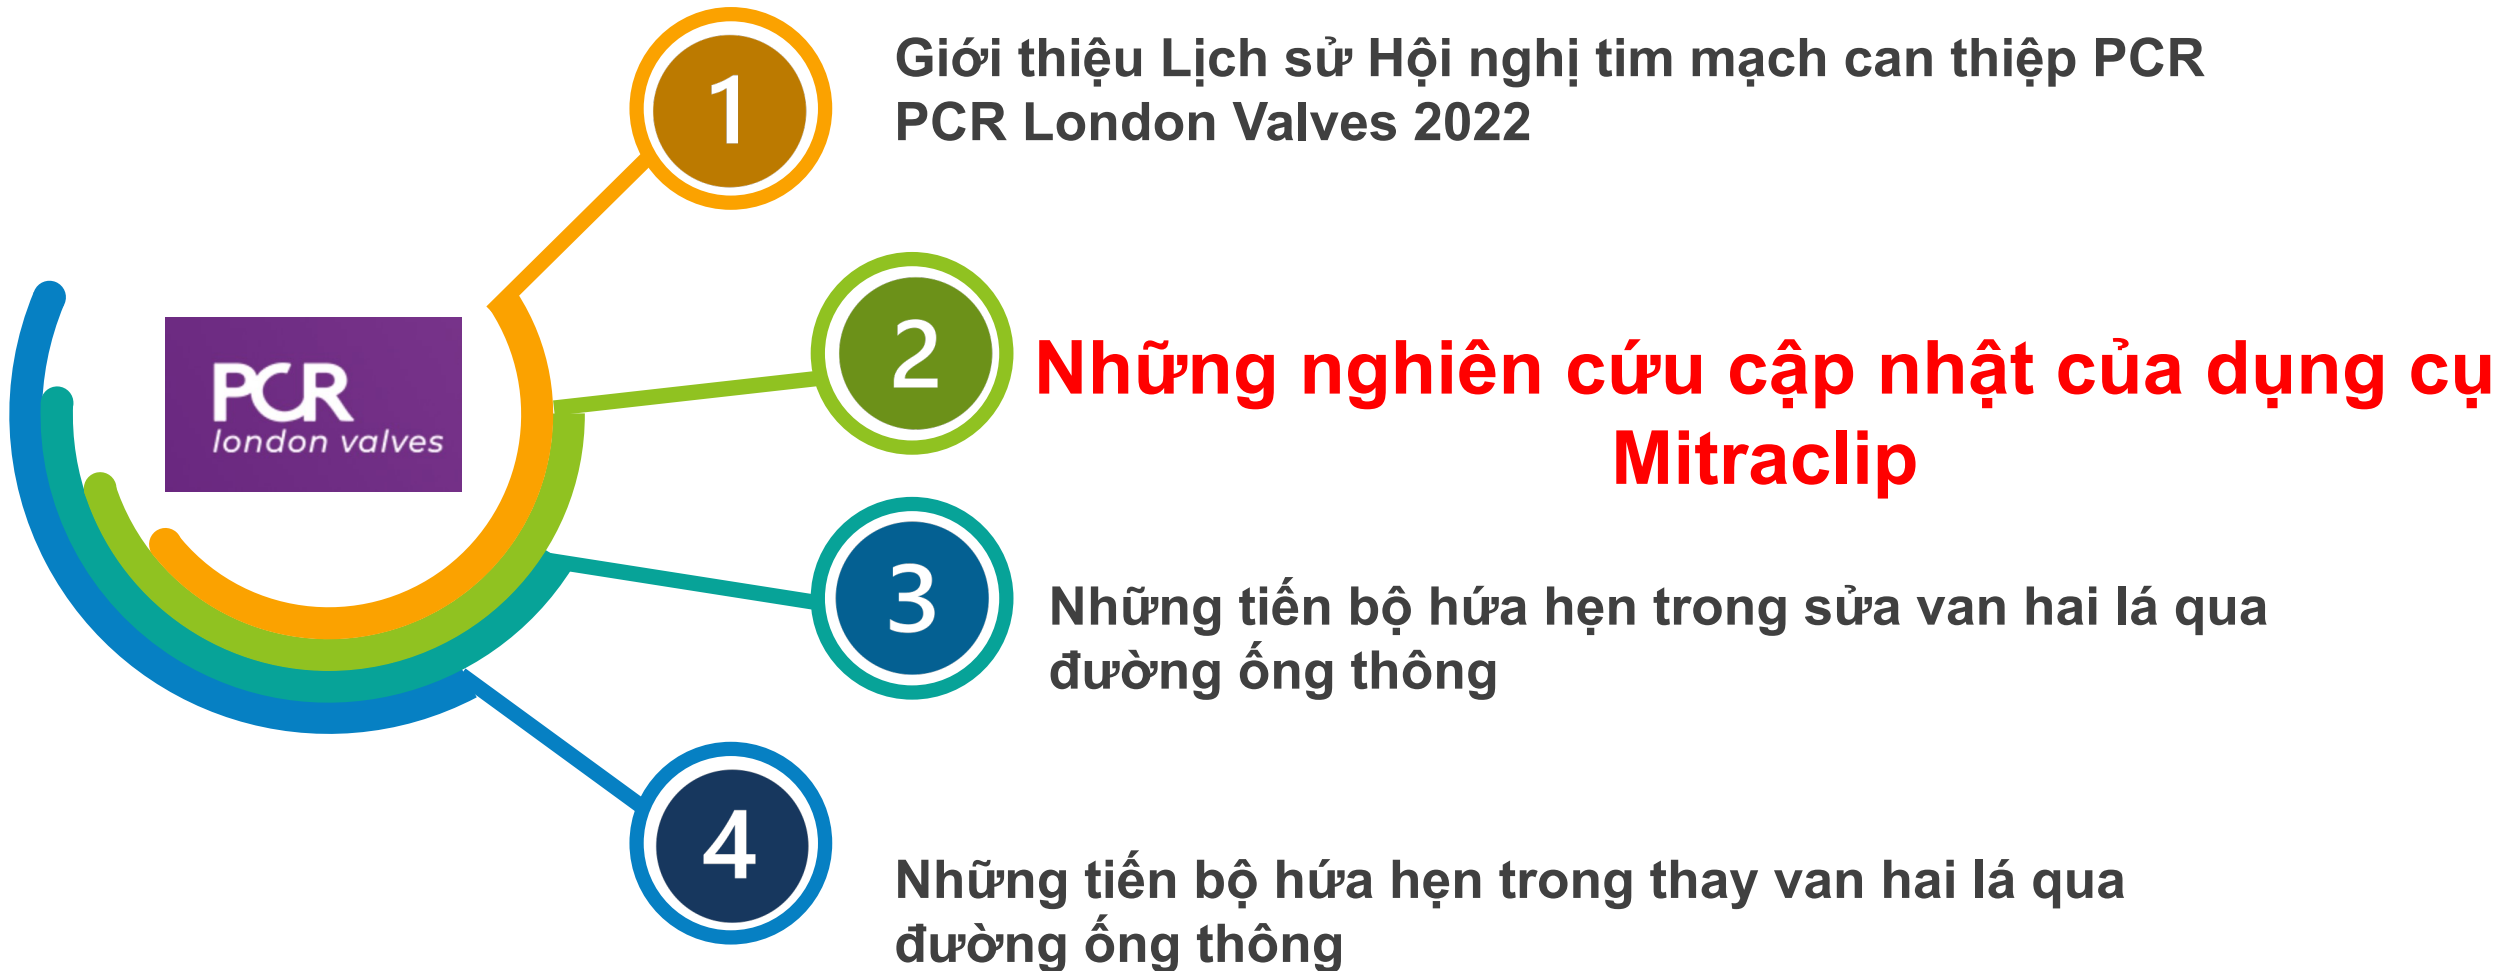 1
Giới thiệu Lịch sử Hội nghị tim mạch can thiệp PCR
PCR London Valves 2022
PCR
london valves
2
Những nghiên cứu cập nhật của dụng cụ
Mitraclip
3
Những tiến bộ hứa hẹn trong sửa van hai lá qua
đường ống thông
4
Những tiến bộ hứa hẹn trong thay van hai lá qua
đường ống thông